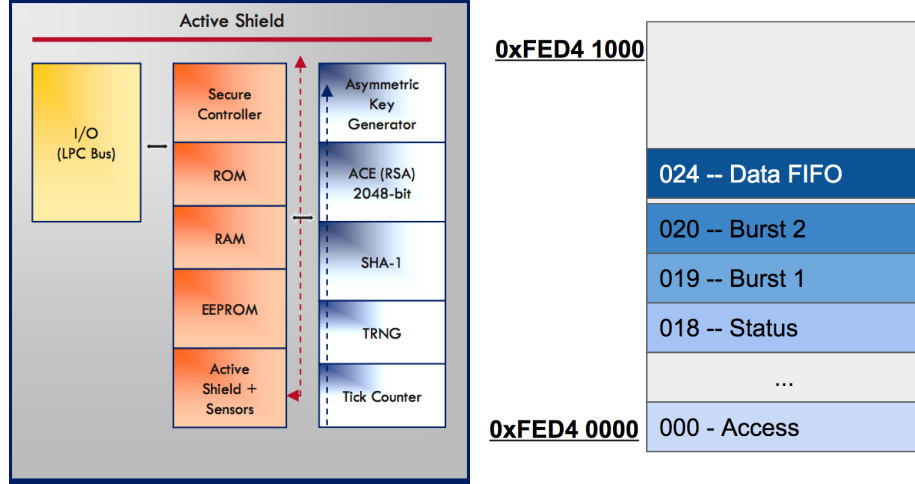 Active Shield
I/O
(LPC Bus)
Secure
Controller
ROM
RAM
EEPROM
Active
Shield +
Sensors
Asymmetric
Key
Generator
ACE (RSA)
2048-bit
SHA-1
TRNG
Tick Counter
0xFED4 1000
024 -- Data FIFO
020 -- Burst 2
019 -- Burst 1
018 -- Status
...
0xFED4 0000
000 - Access